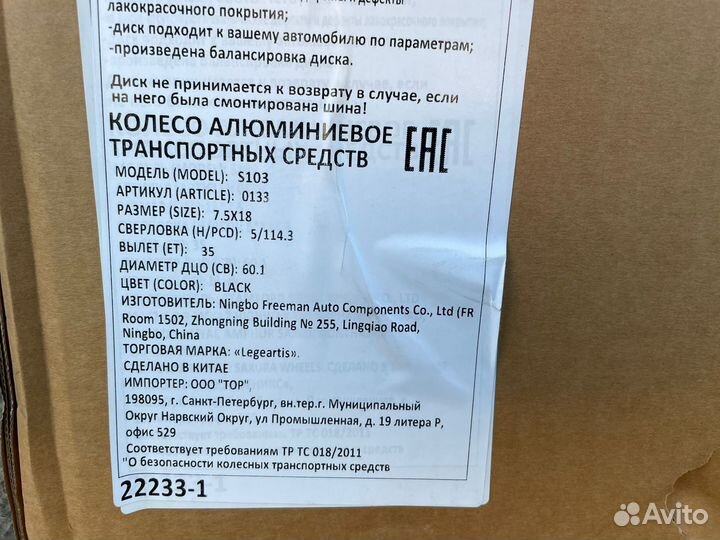 лакокрасочного покрытия;
-диск подходит к вашему автомобилю по параметрам;
-произведена балансировка диска.
Диск не принимается к возврату в случае, если
на него была смонтирована шина!
КОЛЕСО АЛЮМИНИЕВОЕ
ТРАНСПОРТНЫХ СРЕДСТВ
EAC
МОДЕЛЬ (MODEL): S103
АРТИКУЛ (ARTICLE): 0133
РАЗМЕР (SIZE): 7.5X18
СВЕРЛОВКА (H/PCD): 5/114.3
ВЫЛЕТ (ET): 35
ДИАМЕТР ДЦО (CB): 60.1
ЦВЕТ (COLOR): BLACK
ИЗГОТОВИТЕЛЬ: Ningbo Freeman Auto Components Co., Ltd (FR
Room 1502, Zhongning Building № 255, Lingqiao Road,
Ningbo, China
ТОРГОВАЯ МАРКА: «Legeartis».
СДЕЛАНО В КИТАЕ
ИМПОРТЕР: ООО "ТОР",
198095, г. Санкт-Петербург, вн.тер.г. Муниципальный
Округ Нарвский Округ, ул Промышленная, д. 19 литера Р,
офис 529
Соответствует требованиям ТР ТС 018/2011
"О безопасности колесных транспортных средств
22233-1
Avito